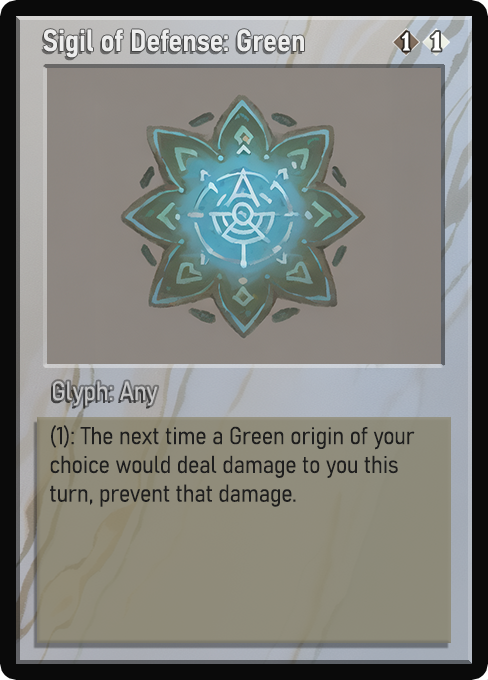 Sigil of Defense: Green 1 1
Glyph: Any
(1): The next time a Green origin of your
choice would deal damage to you this
turn, prevent that damage.